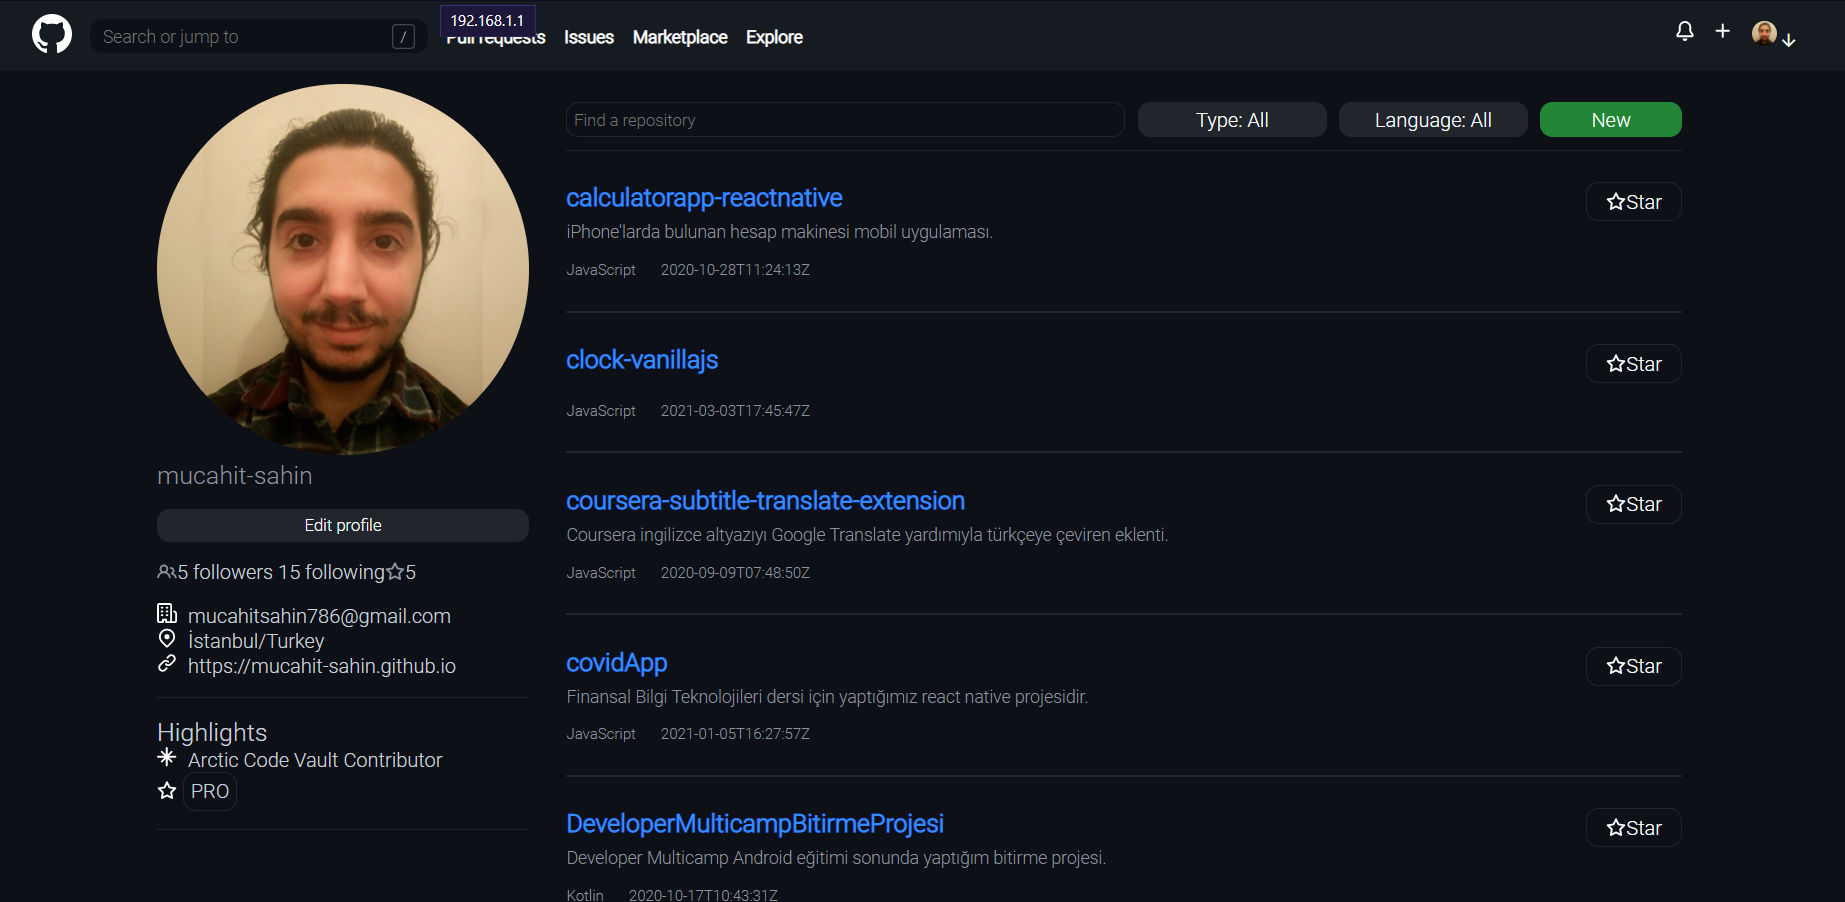 192.168.1.1
Search or jump to /
Pull requests Issues Marketplace Explore
Find a repository
Type: All
Language: All
New
calculatorapp-reactnative
Star
iPhone'larda bulunan hesap makinesi mobil uygulaması.
JavaScript 2020-10-28T11:24:13Z
clock-vanillajs
Star
JavaScript 2021-03-03T17:45:47Z
coursera-subtitle-translate-extension
Star
Coursera ingilizce altyazıyı Google Translate yardımıyla türkçeye çeviren eklenti.
JavaScript 2020-09-09T07:48:50Z
covidApp
Star
Finansal Bilgi Teknolojileri dersi için yaptığımız react native projesidir.
JavaScript 2021-01-05T16:27:57Z
DeveloperMulticampBitirmeProjesi
Star
Developer Multicamp Android eğitimi sonunda yaptığım bitirme projesi.
Kotlin 2020-10-17T10:43:31Z
mucahit-sahin
Edit profile
5 followers 15 following 5
mucahitsahin786@gmail.com
İstanbul/Turkey
https://mucahit-sahin.github.io
Highlights
Arctic Code Vault Contributor
PRO